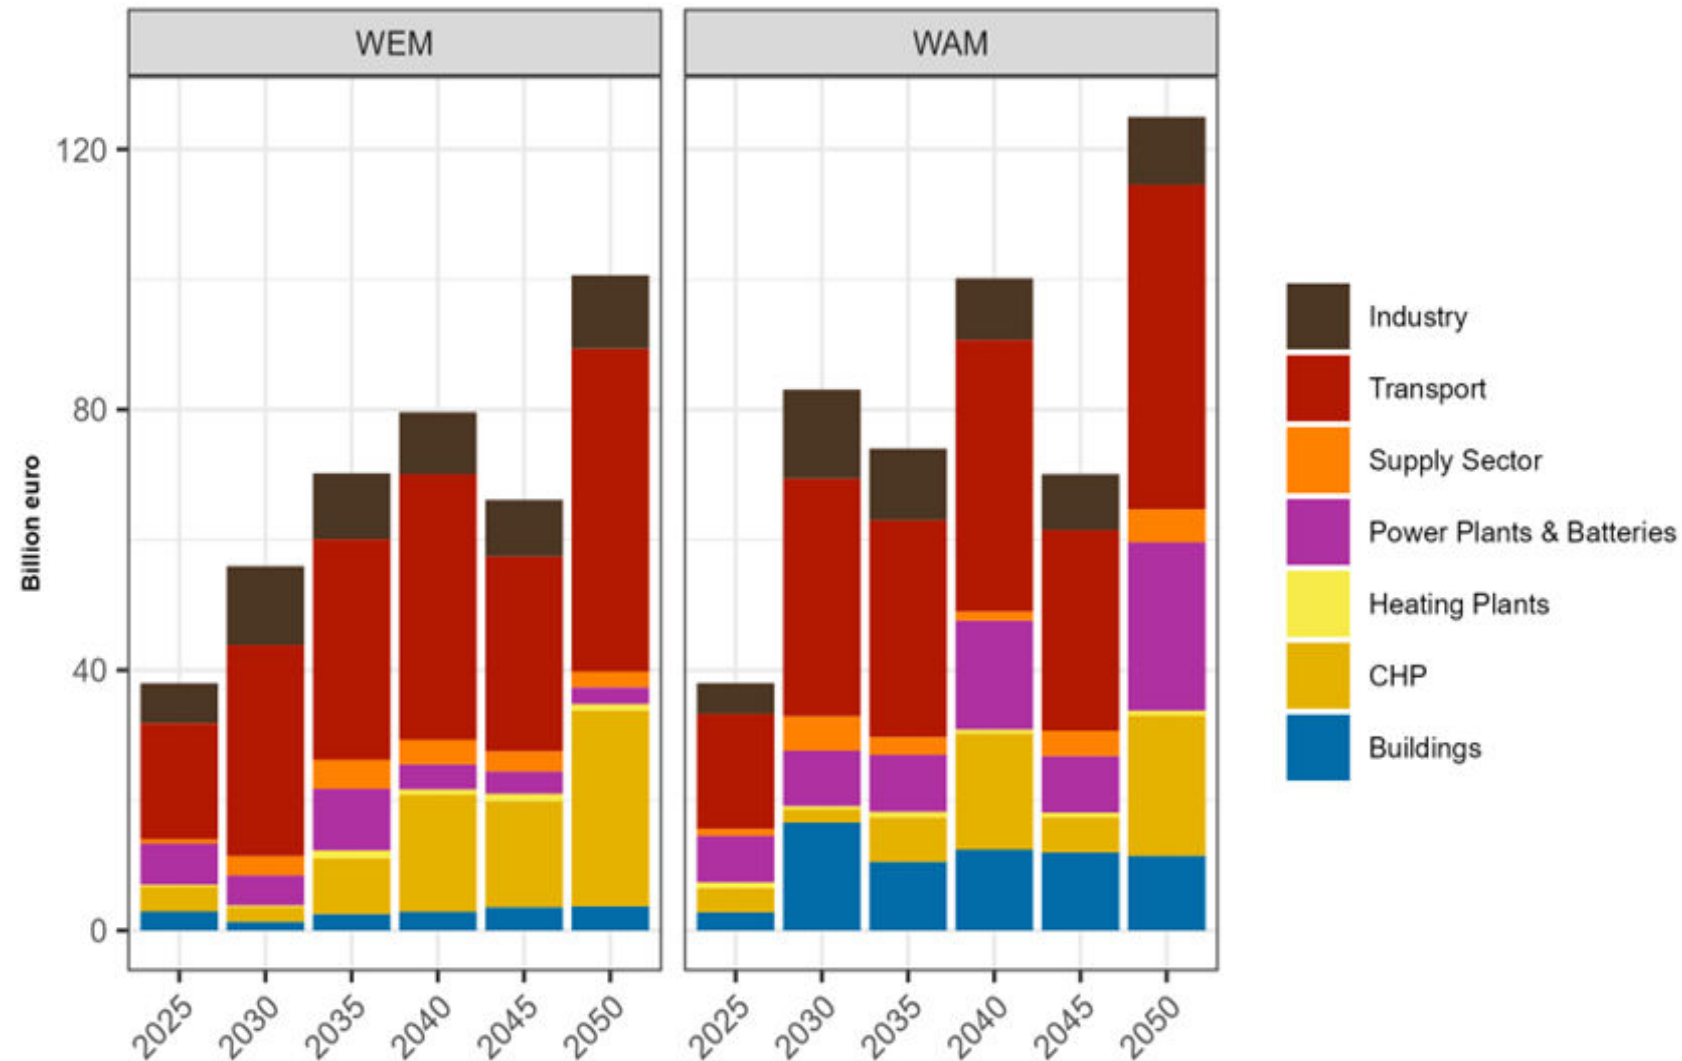 WEM
WAM
Billion euro
120
80
40
0
2025
2030
2035
2040
2045
2050
2025
2030
2035
2040
2045
2050
Industry
Transport
Supply Sector
Power Plants & Batteries
Heating Plants
CHP
Buildings